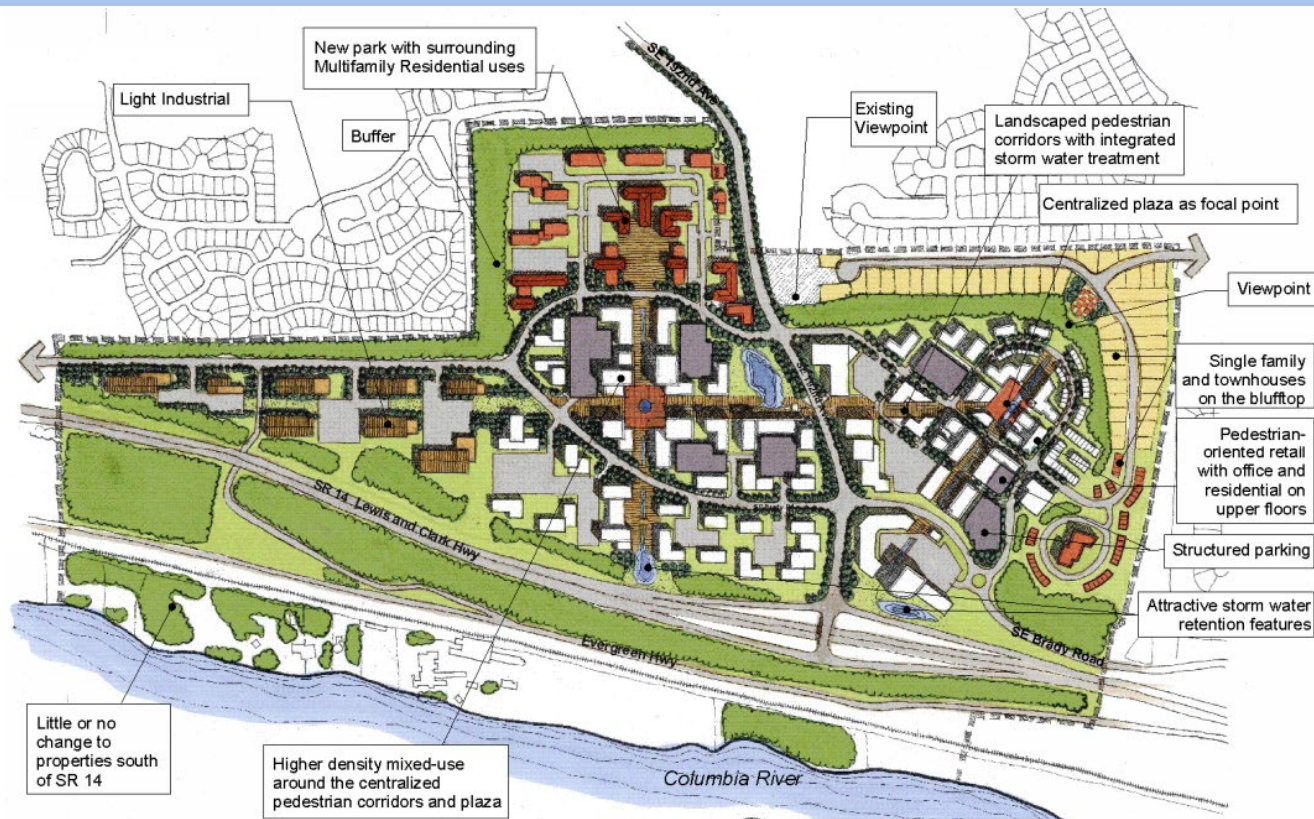 New park with surrounding
Multifamily Residential uses
SE 192nd Ave
Light Industrial
Buffer
Existing
Viewpoint
Landscaped pedestrian
corridors with integrated
storm water treatment
Centralized plaza as focal point
Viewpoint
Single family
and townhouses
on the blufftop
Pedestrian-
oriented retail
with office and
residential on
upper floors
Structured parking
Attractive storm water
retention features
SR 14 Lewis and Clark Hwy
Evergreen Hwy
SE Brady Road
Little or no
change to
properties south
of SR 14
Higher density mixed-use
around the centralized
pedestrian corridors and plaza
Columbia River